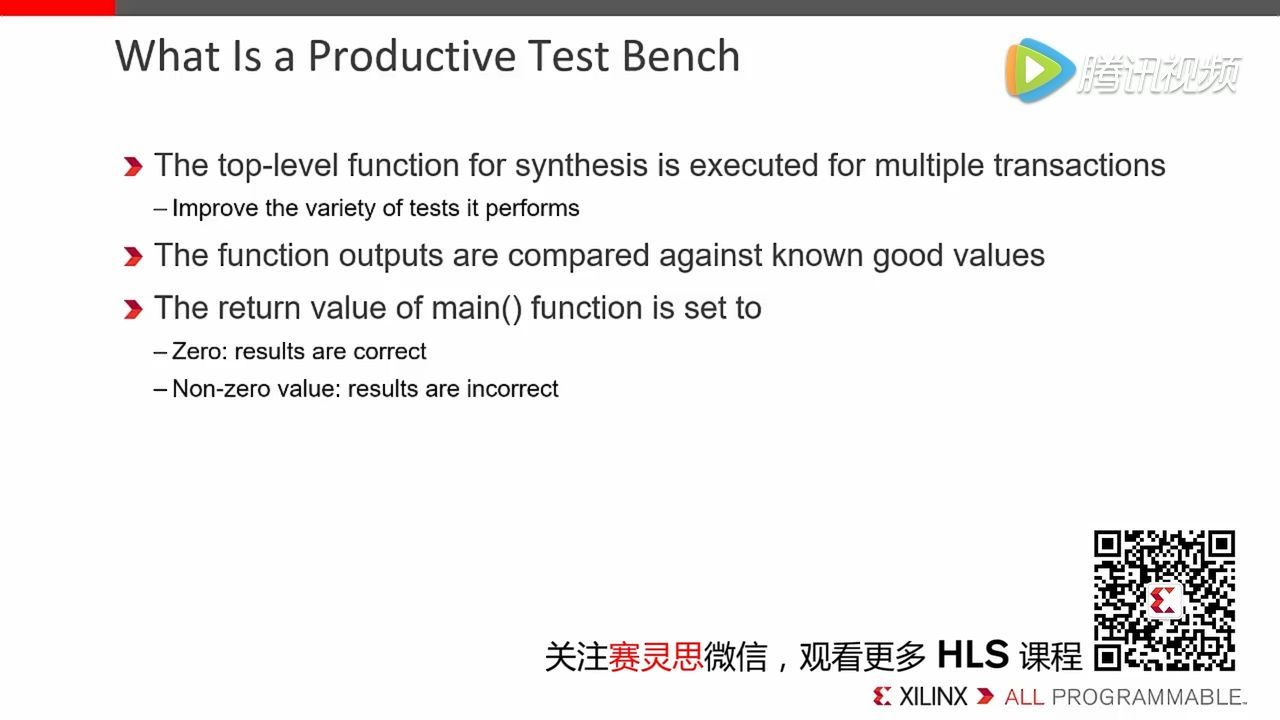 What Is a Productive Test Bench
腾讯视频
The top-level function for synthesis is executed for multiple transactions
– Improve the variety of tests it performs
The function outputs are compared against known good values
The return value of main() function is set to
– Zero: results are correct
– Non-zero value: results are incorrect
关注赛灵思微信，观看更多 HLS 课程
XILINX ALL PROGRAMMABLE™